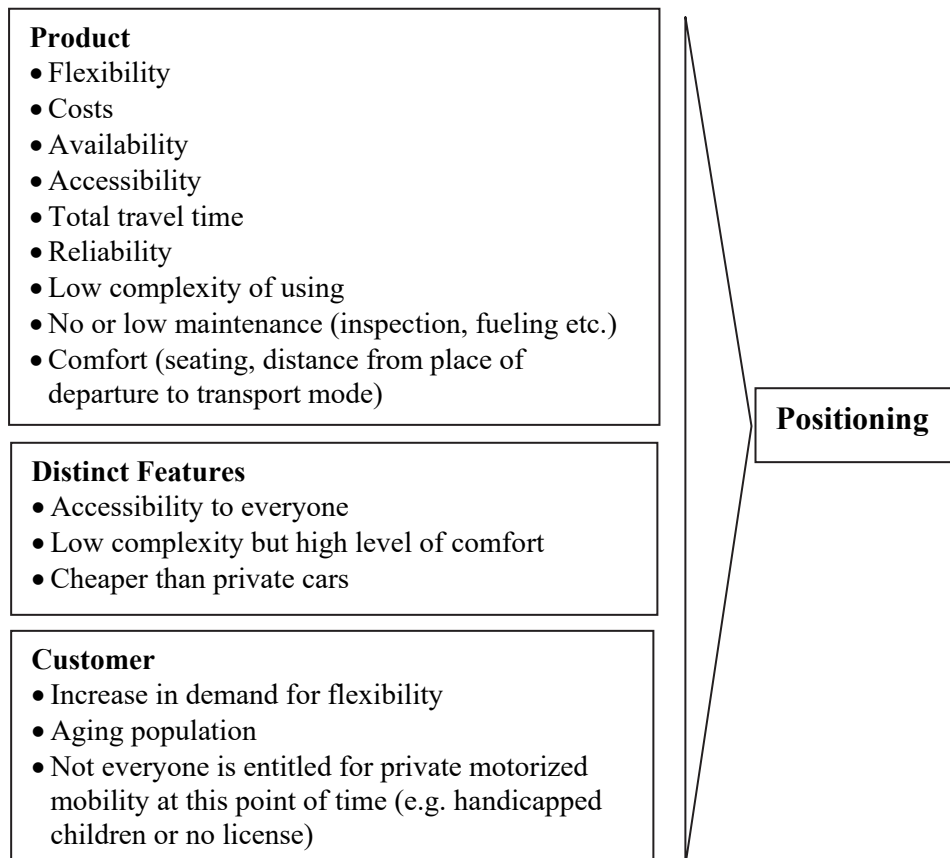 Product
• Flexibility
• Costs
• Availability
• Accessibility
• Total travel time
• Reliability
• Low complexity of using
• No or low maintenance (inspection, fueling etc.)
• Comfort (seating, distance from place of
departure to transport mode)
Positioning
Distinct Features
• Accessibility to everyone
• Low complexity but high level of comfort
• Cheaper than private cars
Customer
• Increase in demand for flexibility
• Aging population
• Not everyone is entitled for private motorized
mobility at this point of time (e.g. handicapped
children or no license)